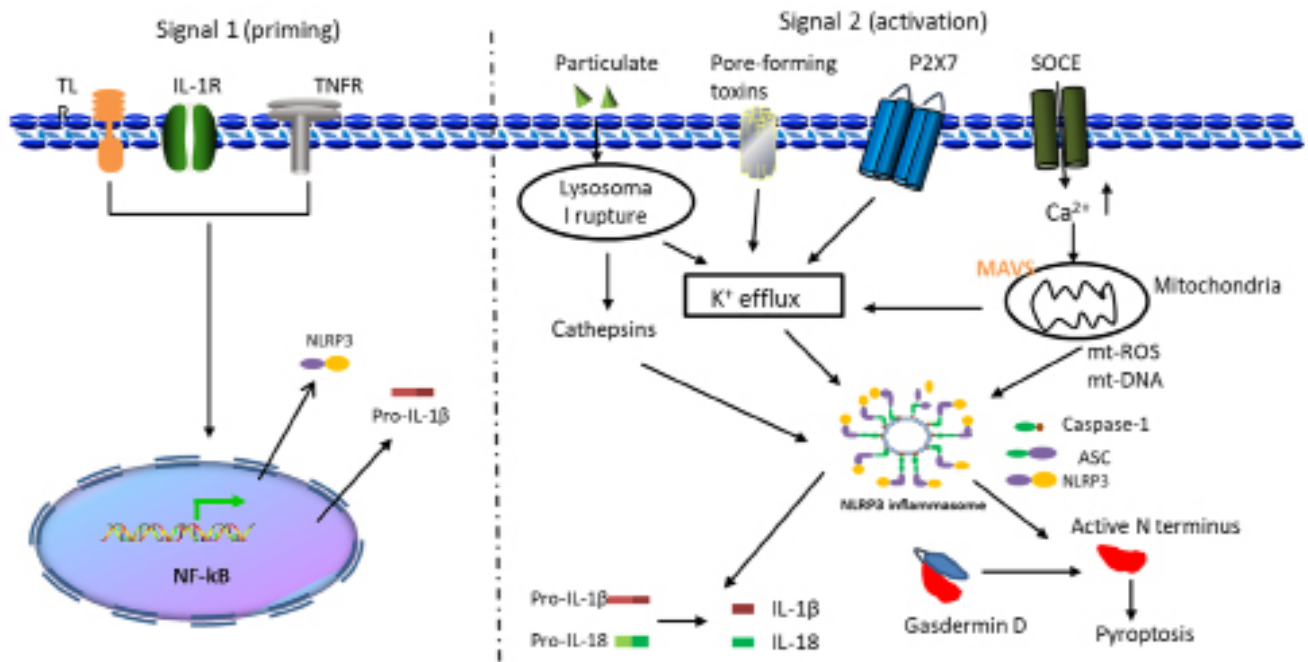 Signal 1 (priming)
Signal 2 (activation)
TL
R
IL-1R
TNFR
Particulate
Pore-forming
toxins
P2X7
SOCE
Lysosoma
l rupture
Ca²⁺
MAVS
Mitochondria
K⁺ efflux
Cathepsins
mt-ROS
mt-DNA
NLRP3
Pro-IL-1β
Caspase-1
ASC
NLRP3
NLRP3 inflammasome
NF-kB
Active N terminus
Gasdermin D
Pyroptosis
Pro-IL-1β
IL-1β
Pro-IL-18
IL-18